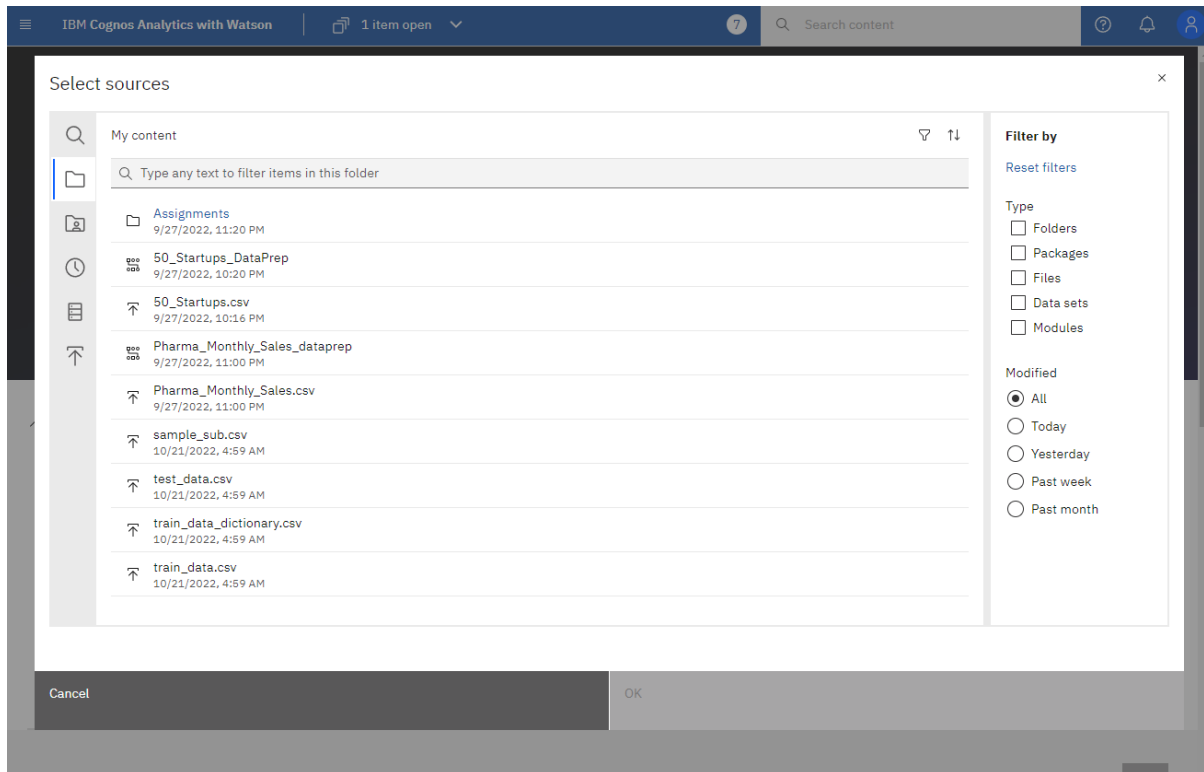 IBM Cognos Analytics with Watson
1 item open
7
Search content
Select sources
My content
Type any text to filter items in this folder
Assignments
9/27/2022, 11:20 PM
50_Startups_DataPrep
9/27/2022, 10:20 PM
50_Startups.csv
9/27/2022, 10:16 PM
Pharma_Monthly_Sales_dataprep
9/27/2022, 11:00 PM
Pharma_Monthly_Sales.csv
9/27/2022, 11:00 PM
sample_sub.csv
10/21/2022, 4:59 AM
test_data.csv
10/21/2022, 4:59 AM
train_data_dictionary.csv
10/21/2022, 4:59 AM
train_data.csv
10/21/2022, 4:59 AM
Filter by
Reset filters
Type
Folders
Packages
Files
Data sets
Modules
Modified
All
Today
Yesterday
Past week
Past month
Cancel
OK